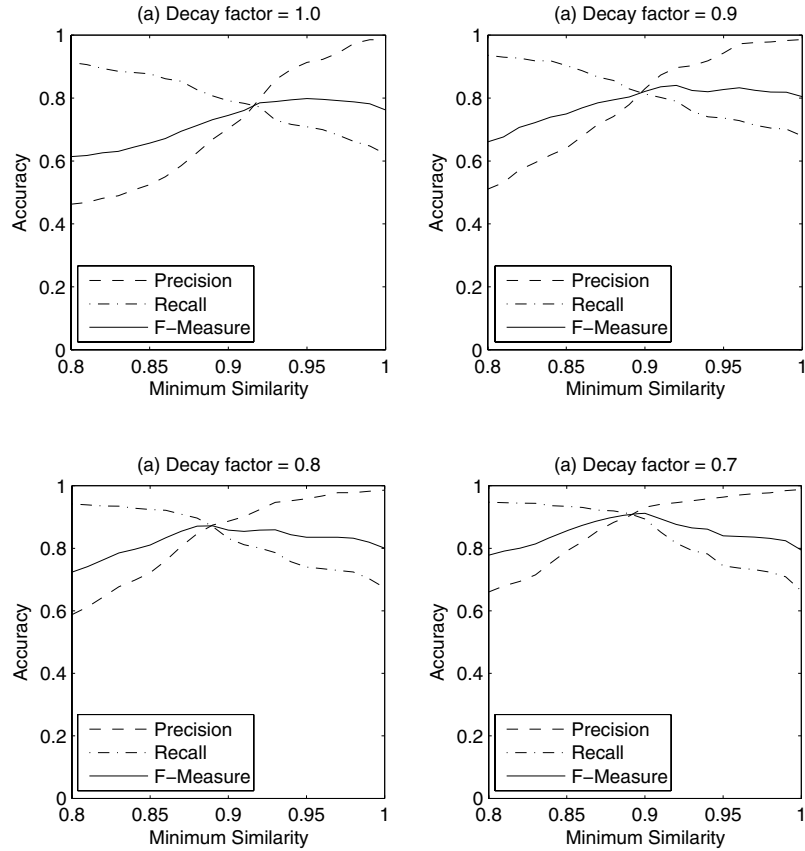 (a) Decay factor = 1.0
1
0.8
0.6
0.4
0.2
0
Accuracy
Precision
Recall
F-Measure
0.8 0.85 0.9 0.95 1
Minimum Similarity
(a) Decay factor = 0.9
1
0.8
0.6
0.4
0.2
0
Accuracy
Precision
Recall
F-Measure
0.8 0.85 0.9 0.95 1
Minimum Similarity
(a) Decay factor = 0.8
1
0.8
0.6
0.4
0.2
0
Accuracy
Precision
Recall
F-Measure
0.8 0.85 0.9 0.95 1
Minimum Similarity
(a) Decay factor = 0.7
1
0.8
0.6
0.4
0.2
0
Accuracy
Precision
Recall
F-Measure
0.8 0.85 0.9 0.95 1
Minimum Similarity